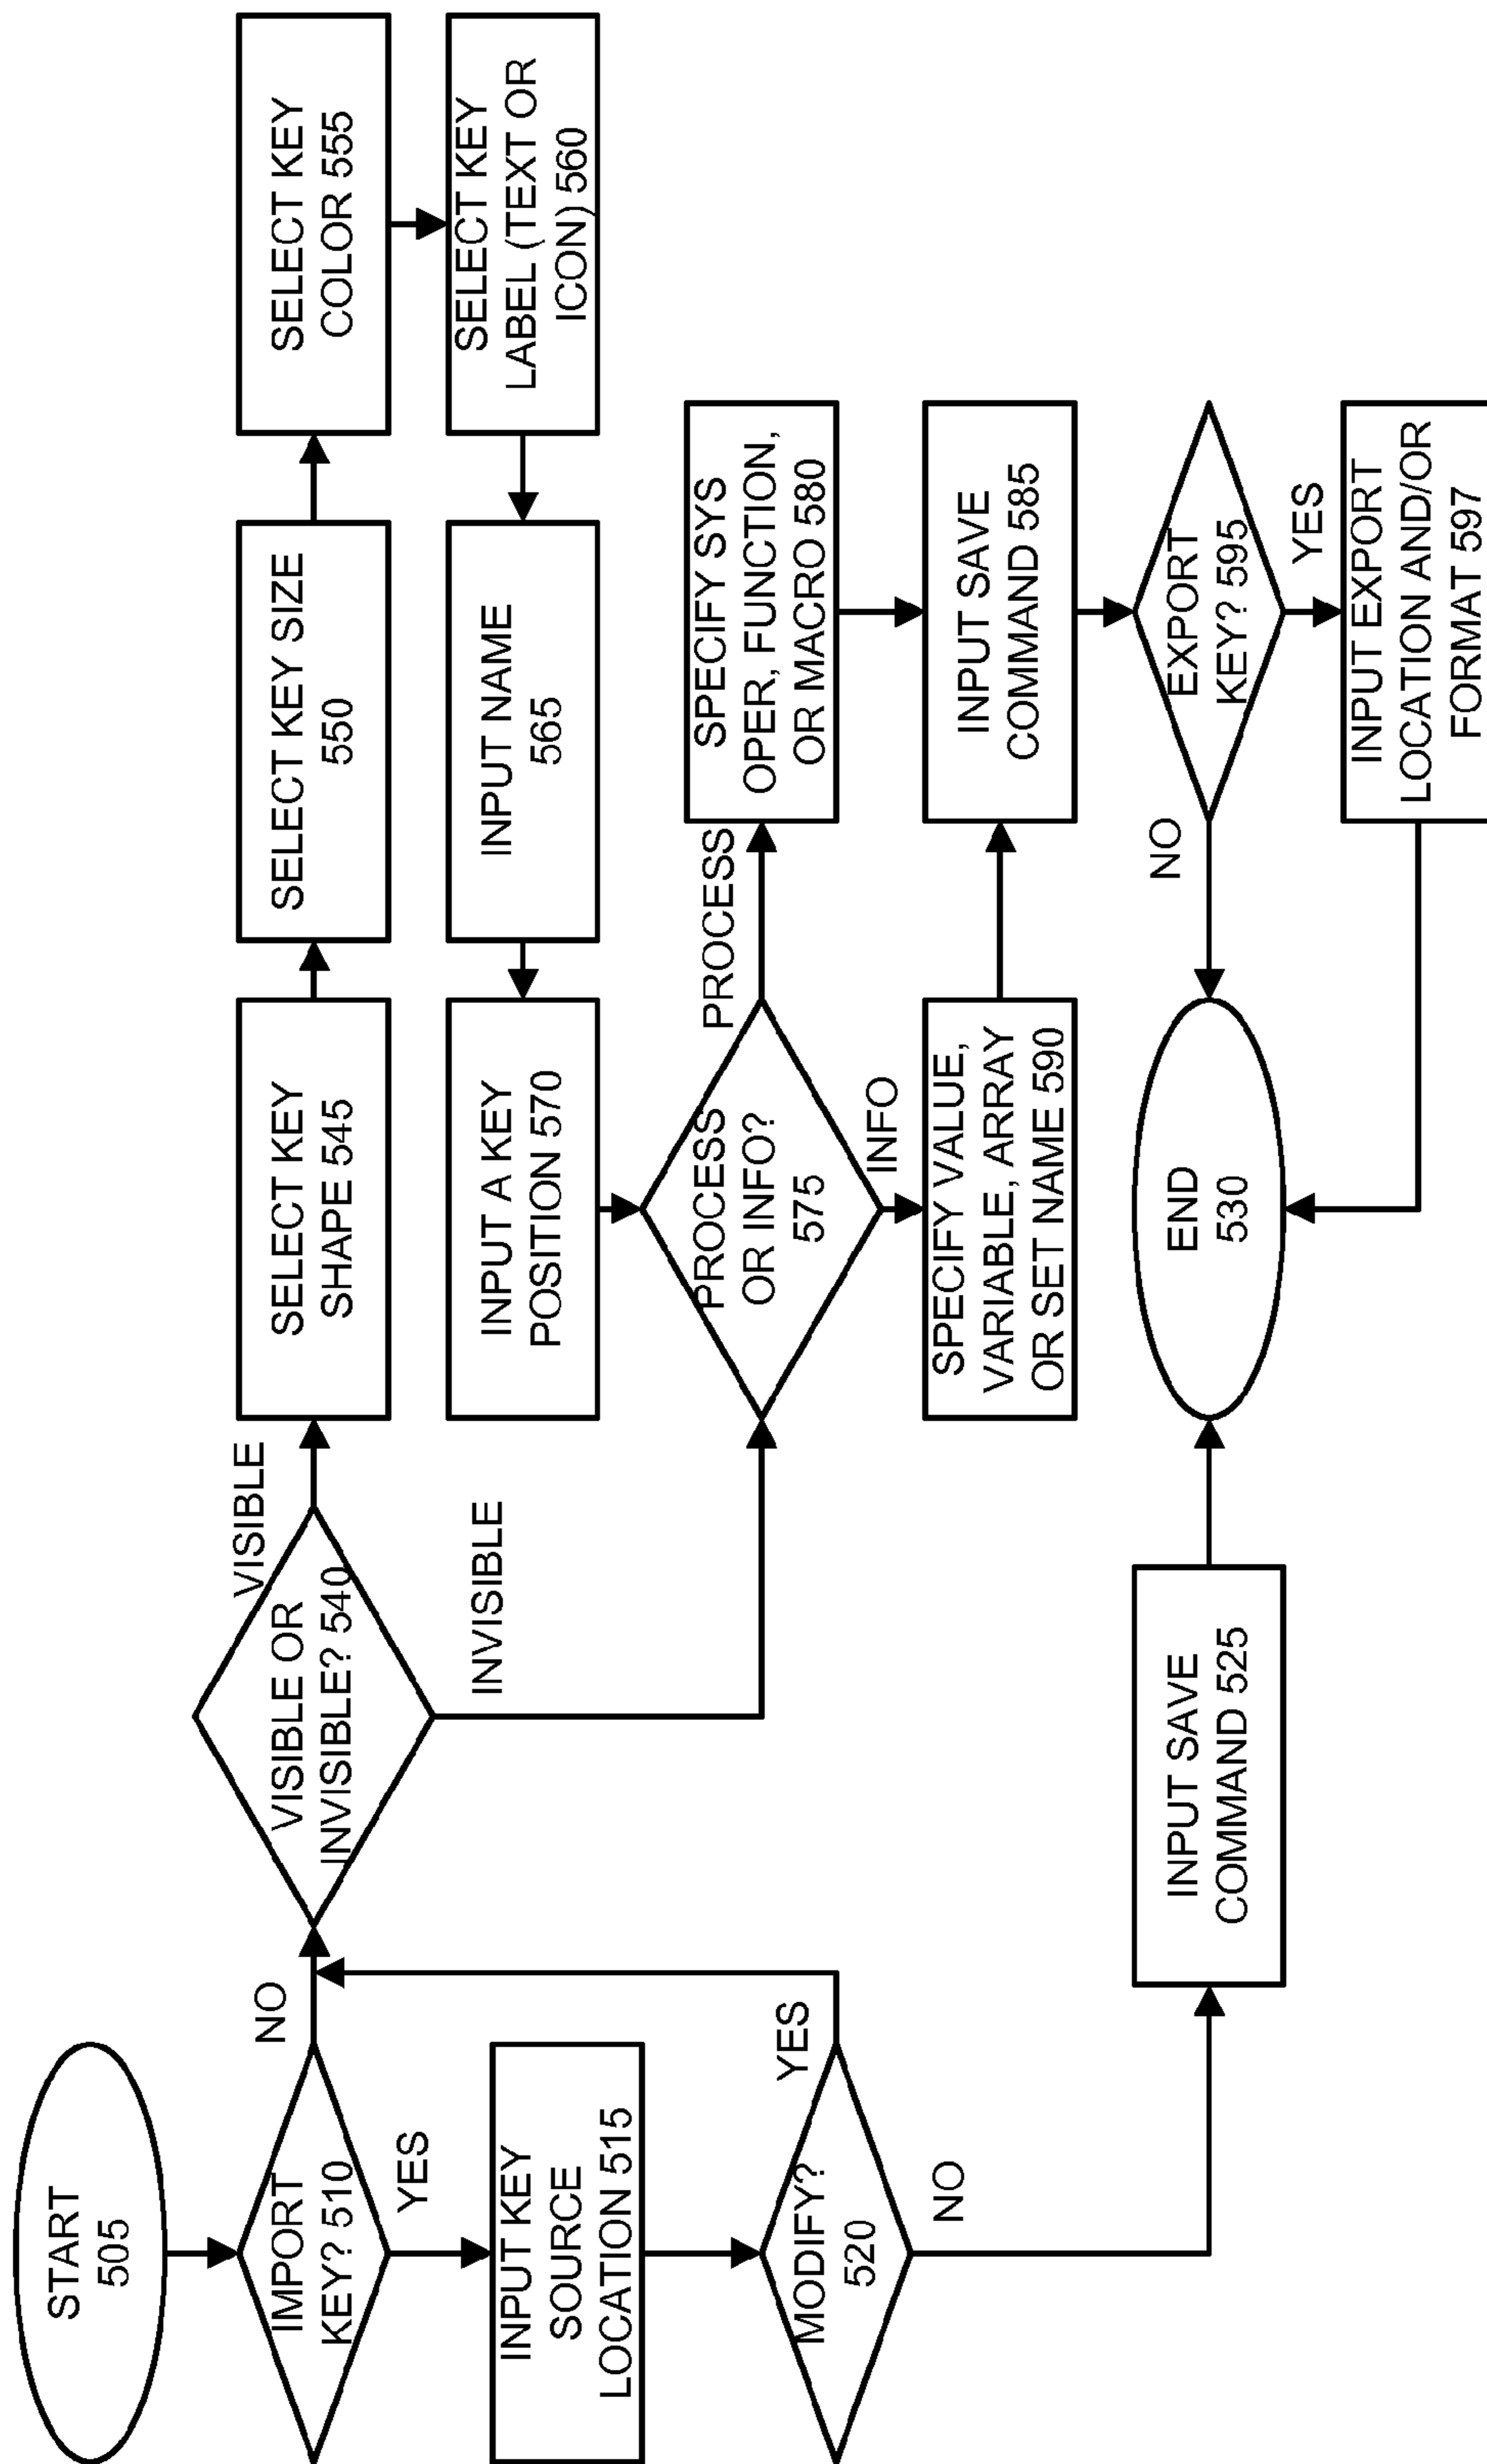 START
505
IMPORT
KEY? 510
NO
YES
INPUT KEY
SOURCE
LOCATION 515
MODIFY?
520
YES
NO
INPUT SAVE
COMMAND 525
VISIBLE OR
INVISIBLE? 540
VISIBLE
INVISIBLE
SELECT KEY
SHAPE 545
SELECT KEY SIZE
550
SELECT KEY
COLOR 555
SELECT KEY
LABEL (TEXT OR
ICON) 560
INPUT NAME
565
INPUT A KEY
POSITION 570
PROCESS
OR INFO?
575
PROCESS
INFO
SPECIFY SYS
OPER, FUNCTION,
OR MACRO 580
SPECIFY VALUE,
VARIABLE, ARRAY
OR SET NAME 590
INPUT SAVE
COMMAND 585
EXPORT
KEY? 595
NO
YES
INPUT EXPORT
LOCATION AND/OR
FORMAT 597
END
530